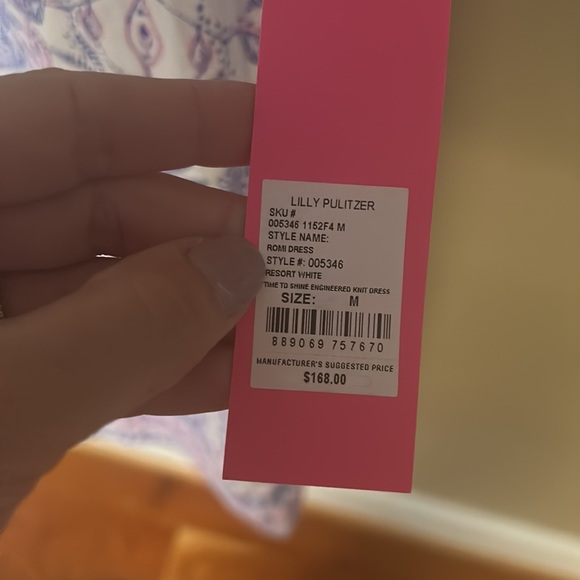 LILLY PULITZER
SKU #
005346 1152F4 M
STYLE NAME:
ROMI DRESS
STYLE #: 005346
RESORT WHITE
TIME TO SHINE ENGINEERED KNIT DRESS
SIZE: M
889069 757670
MANUFACTURER'S SUGGESTED PRICE
$168.00